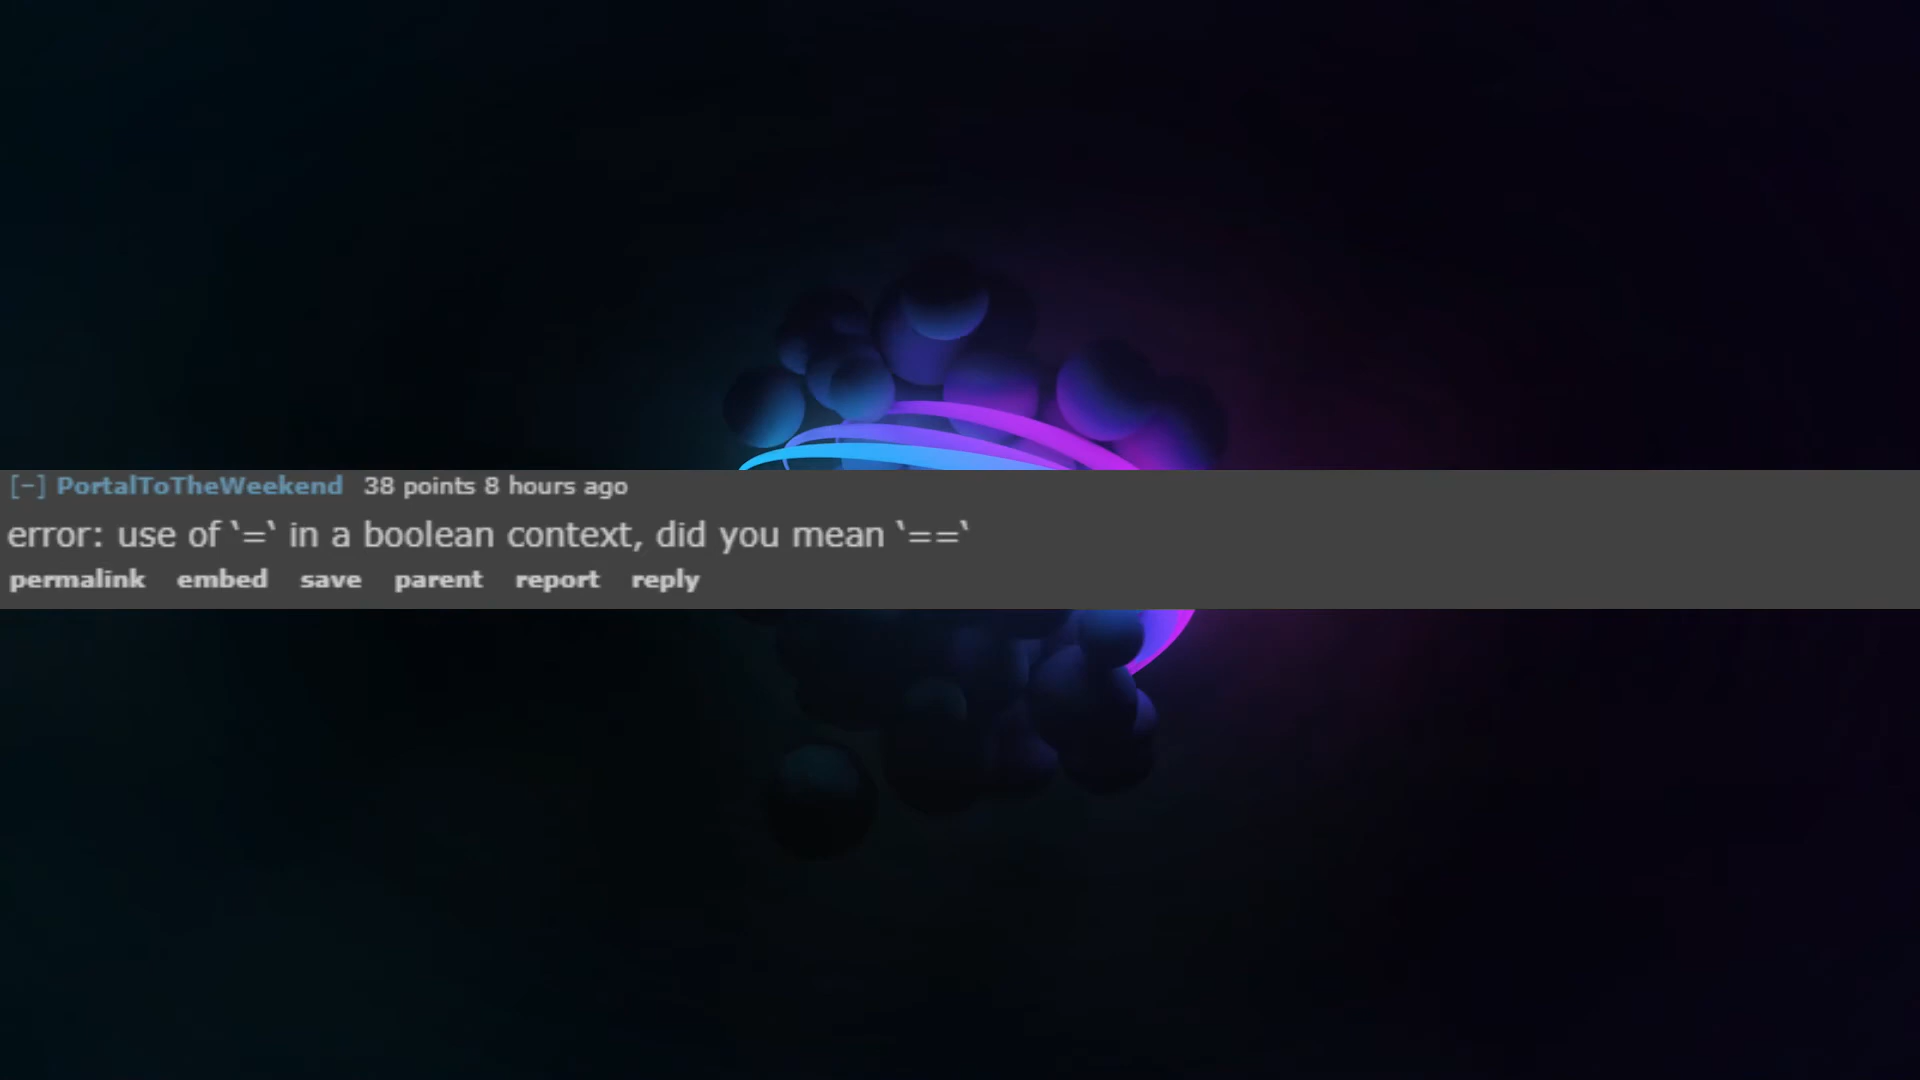 [−] PortalToTheWeekend 38 points 8 hours ago
error: use of ‘=‘ in a boolean context, did you mean ‘==‘
permalink embed save parent report reply